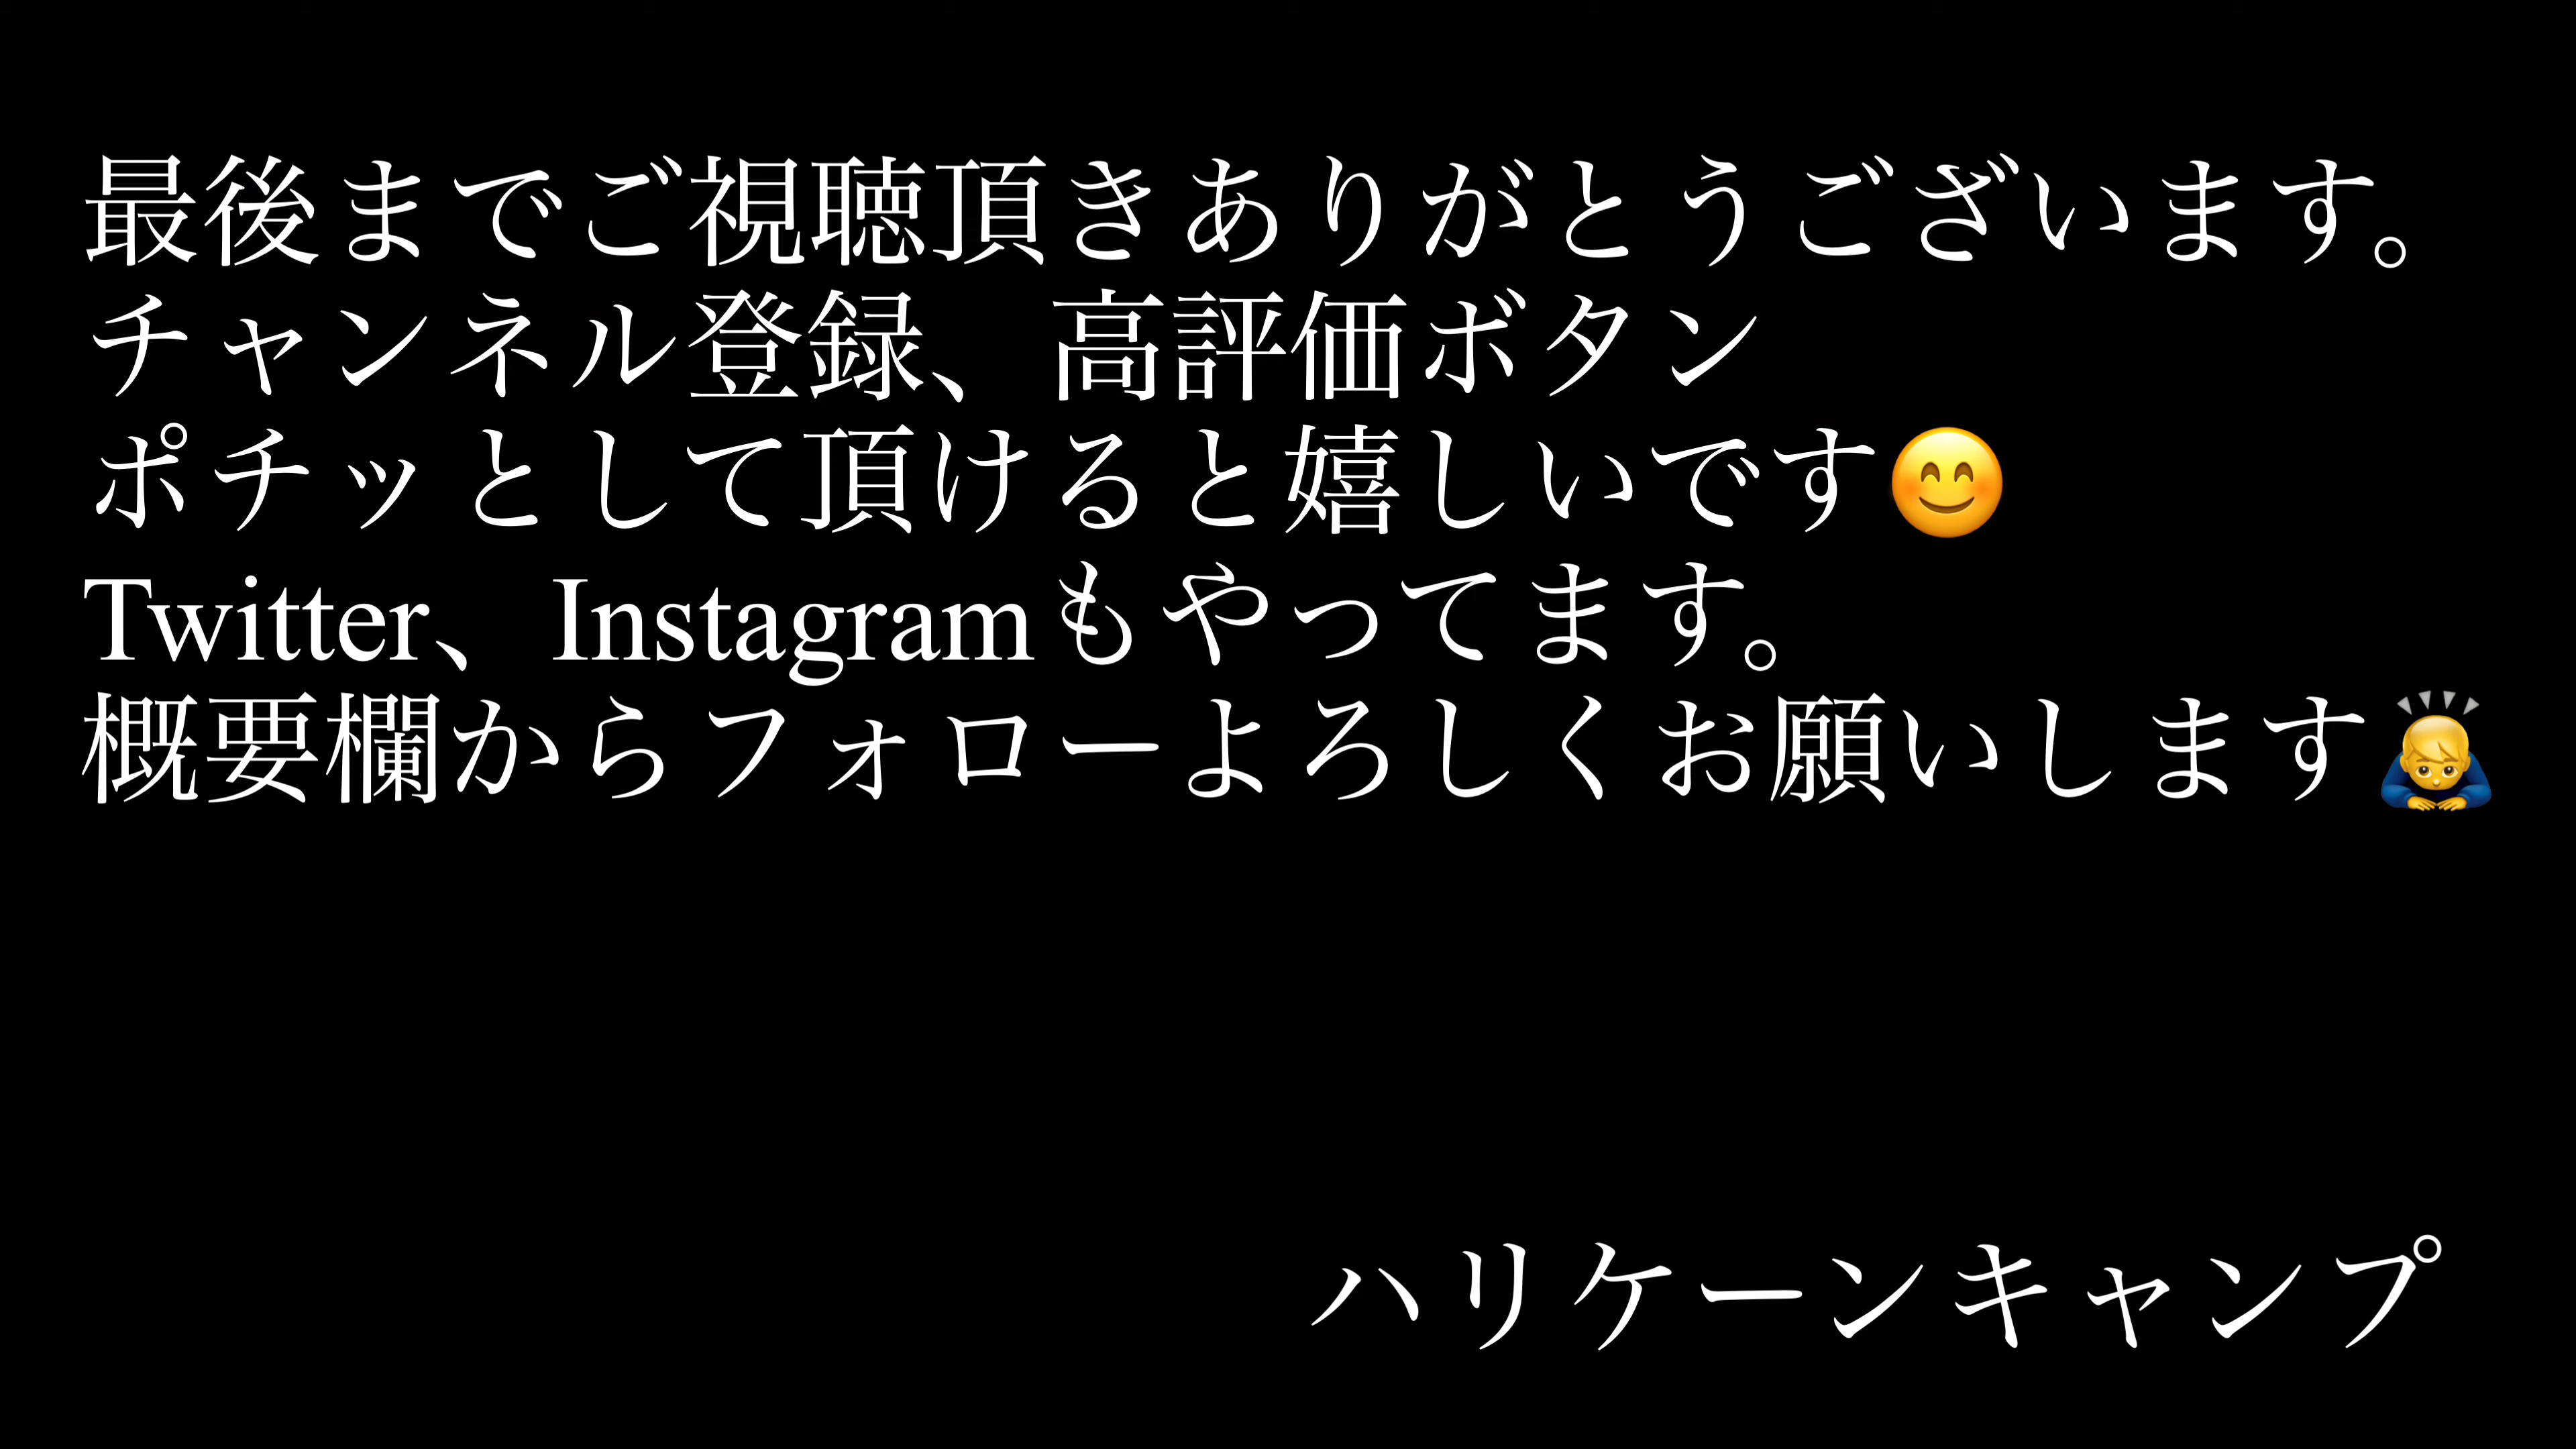 最後までご視聴頂きありがとうございます。
チャンネル登録、高評価ボタン
ポチッとして頂けると嬉しいです😊
Twitter、Instagramもやってます。
概要欄からフォローよろしくお願いします🙇‍♂️
ハリケーンキャンプ